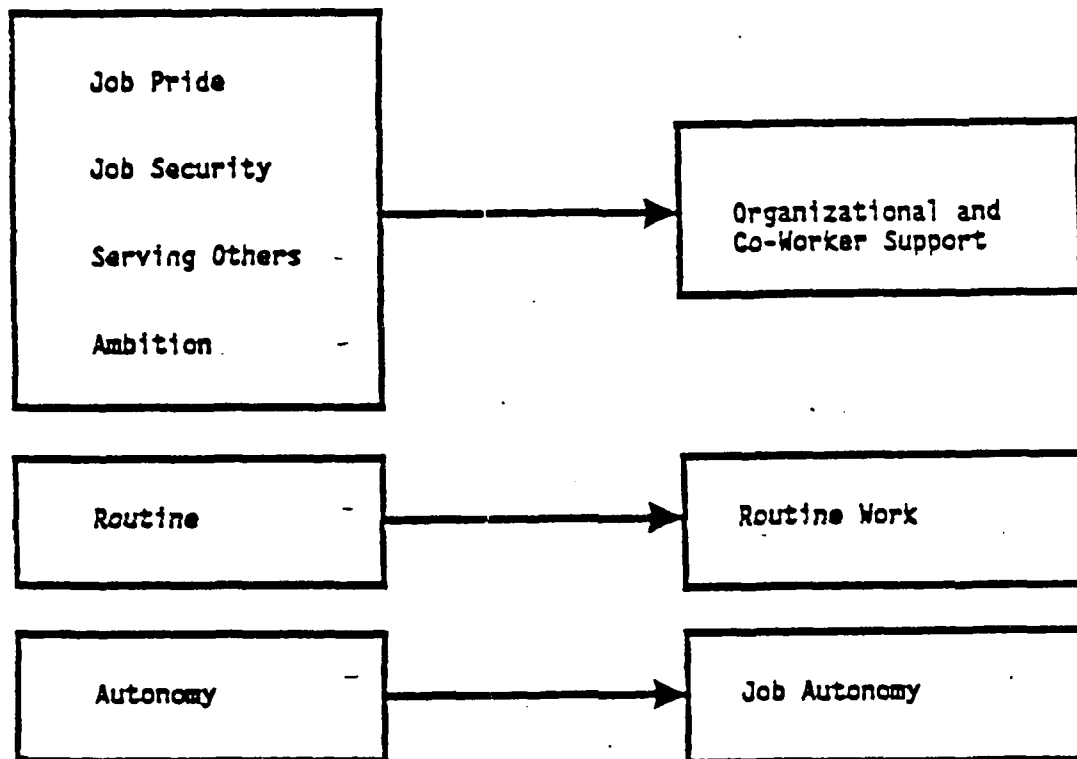 Job Pride
Job Security
Serving Others
Ambition
Organizational and
Co-Worker Support
Routine
Routine Work
Autonomy
Job Autonomy